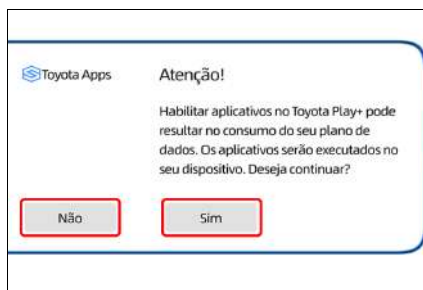 Toyota Apps
Atenção!
Habilitar aplicativos no Toyota Play+ pode
resultar no consumo do seu plano de
dados. Os aplicativos serão executados no
seu dispositivo. Deseja continuar?
Não
Sim